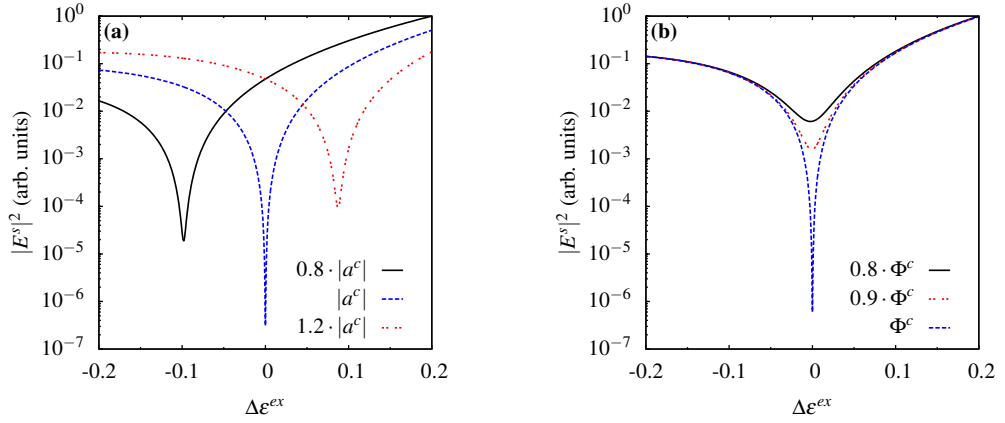 (a)
|E^s|^2 (arb. units)
10^0
10^-1
10^-2
10^-3
10^-4
10^-5
10^-6
10^-7
0.8 · |a^c|
|a^c|
1.2 · |a^c|
-0.2 -0.1 0 0.1 0.2
Δε^ex
(b)
|E^s|^2 (arb. units)
10^0
10^-1
10^-2
10^-3
10^-4
10^-5
10^-6
10^-7
0.8 · Φ^c
0.9 · Φ^c
Φ^c
-0.2 -0.1 0 0.1 0.2
Δε^ex